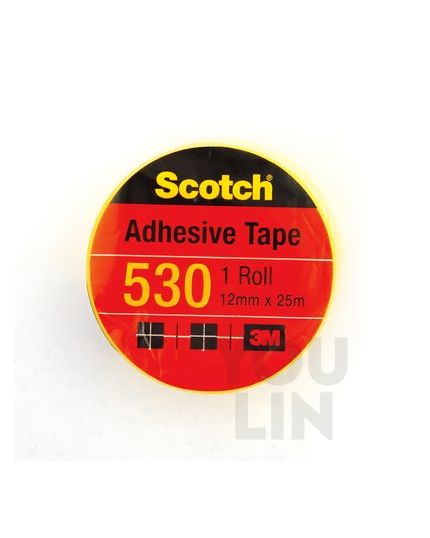 Scotch®
Adhesive Tape
530
1 Roll
12mm x 25m
3M
YOU
LIN